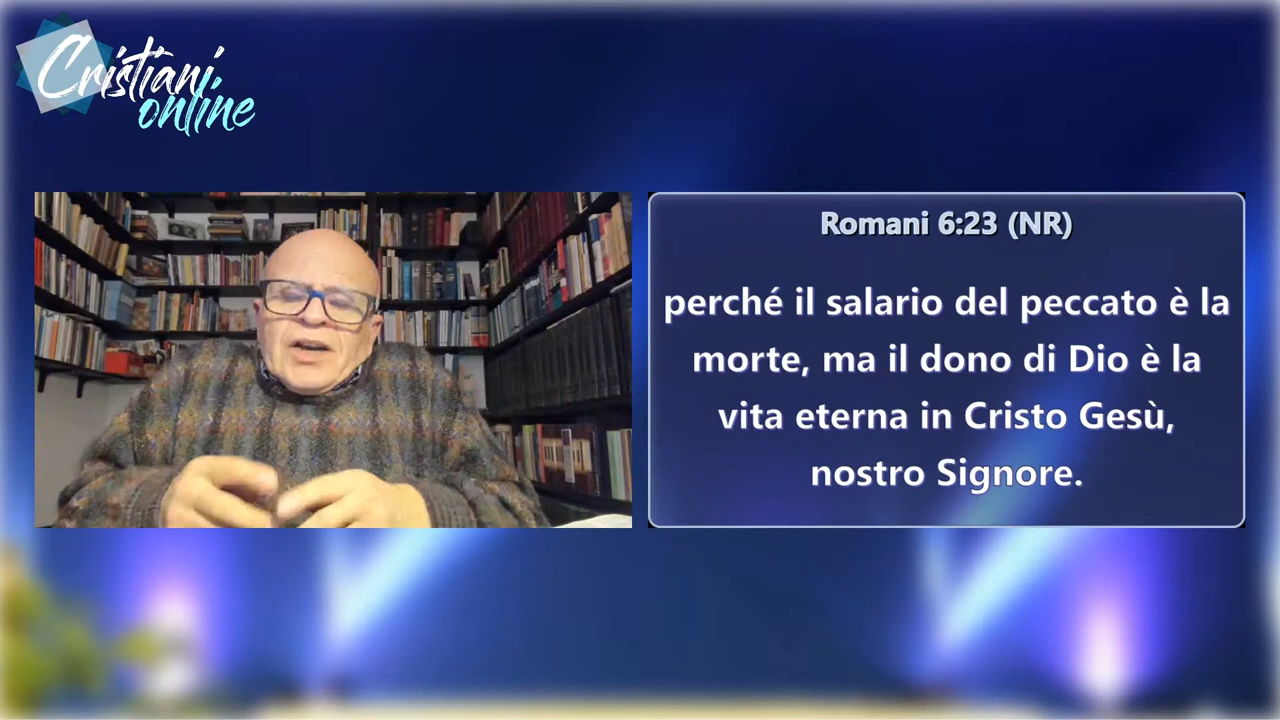 Cristiani
online
Romani 6:23 (NR)
perché il salario del peccato è la
morte, ma il dono di Dio è la
vita eterna in Cristo Gesù,
nostro Signore.